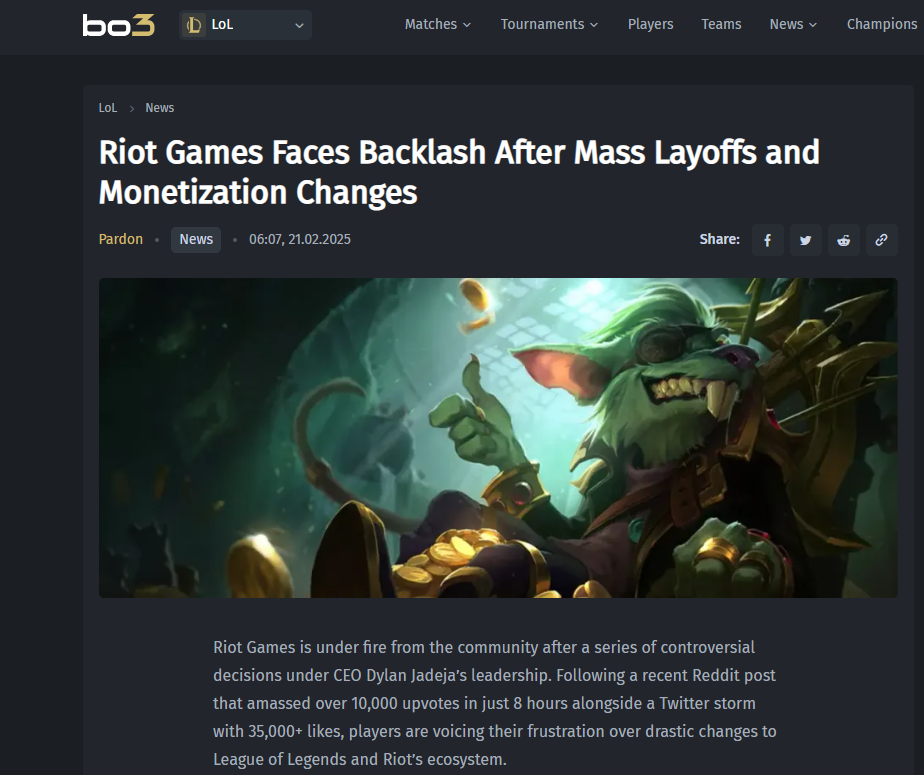 bo3
LoL
Matches
Tournaments
Players
Teams
News
Champions
LoL > News
Riot Games Faces Backlash After Mass Layoffs and
Monetization Changes
Pardon • News • 06:07, 21.02.2025
Share:
Riot Games is under fire from the community after a series of controversial
decisions under CEO Dylan Jadeja’s leadership. Following a recent Reddit post
that amassed over 10,000 upvotes in just 8 hours alongside a Twitter storm
with 35,000+ likes, players are voicing their frustration over drastic changes to
League of Legends and Riot’s ecosystem.